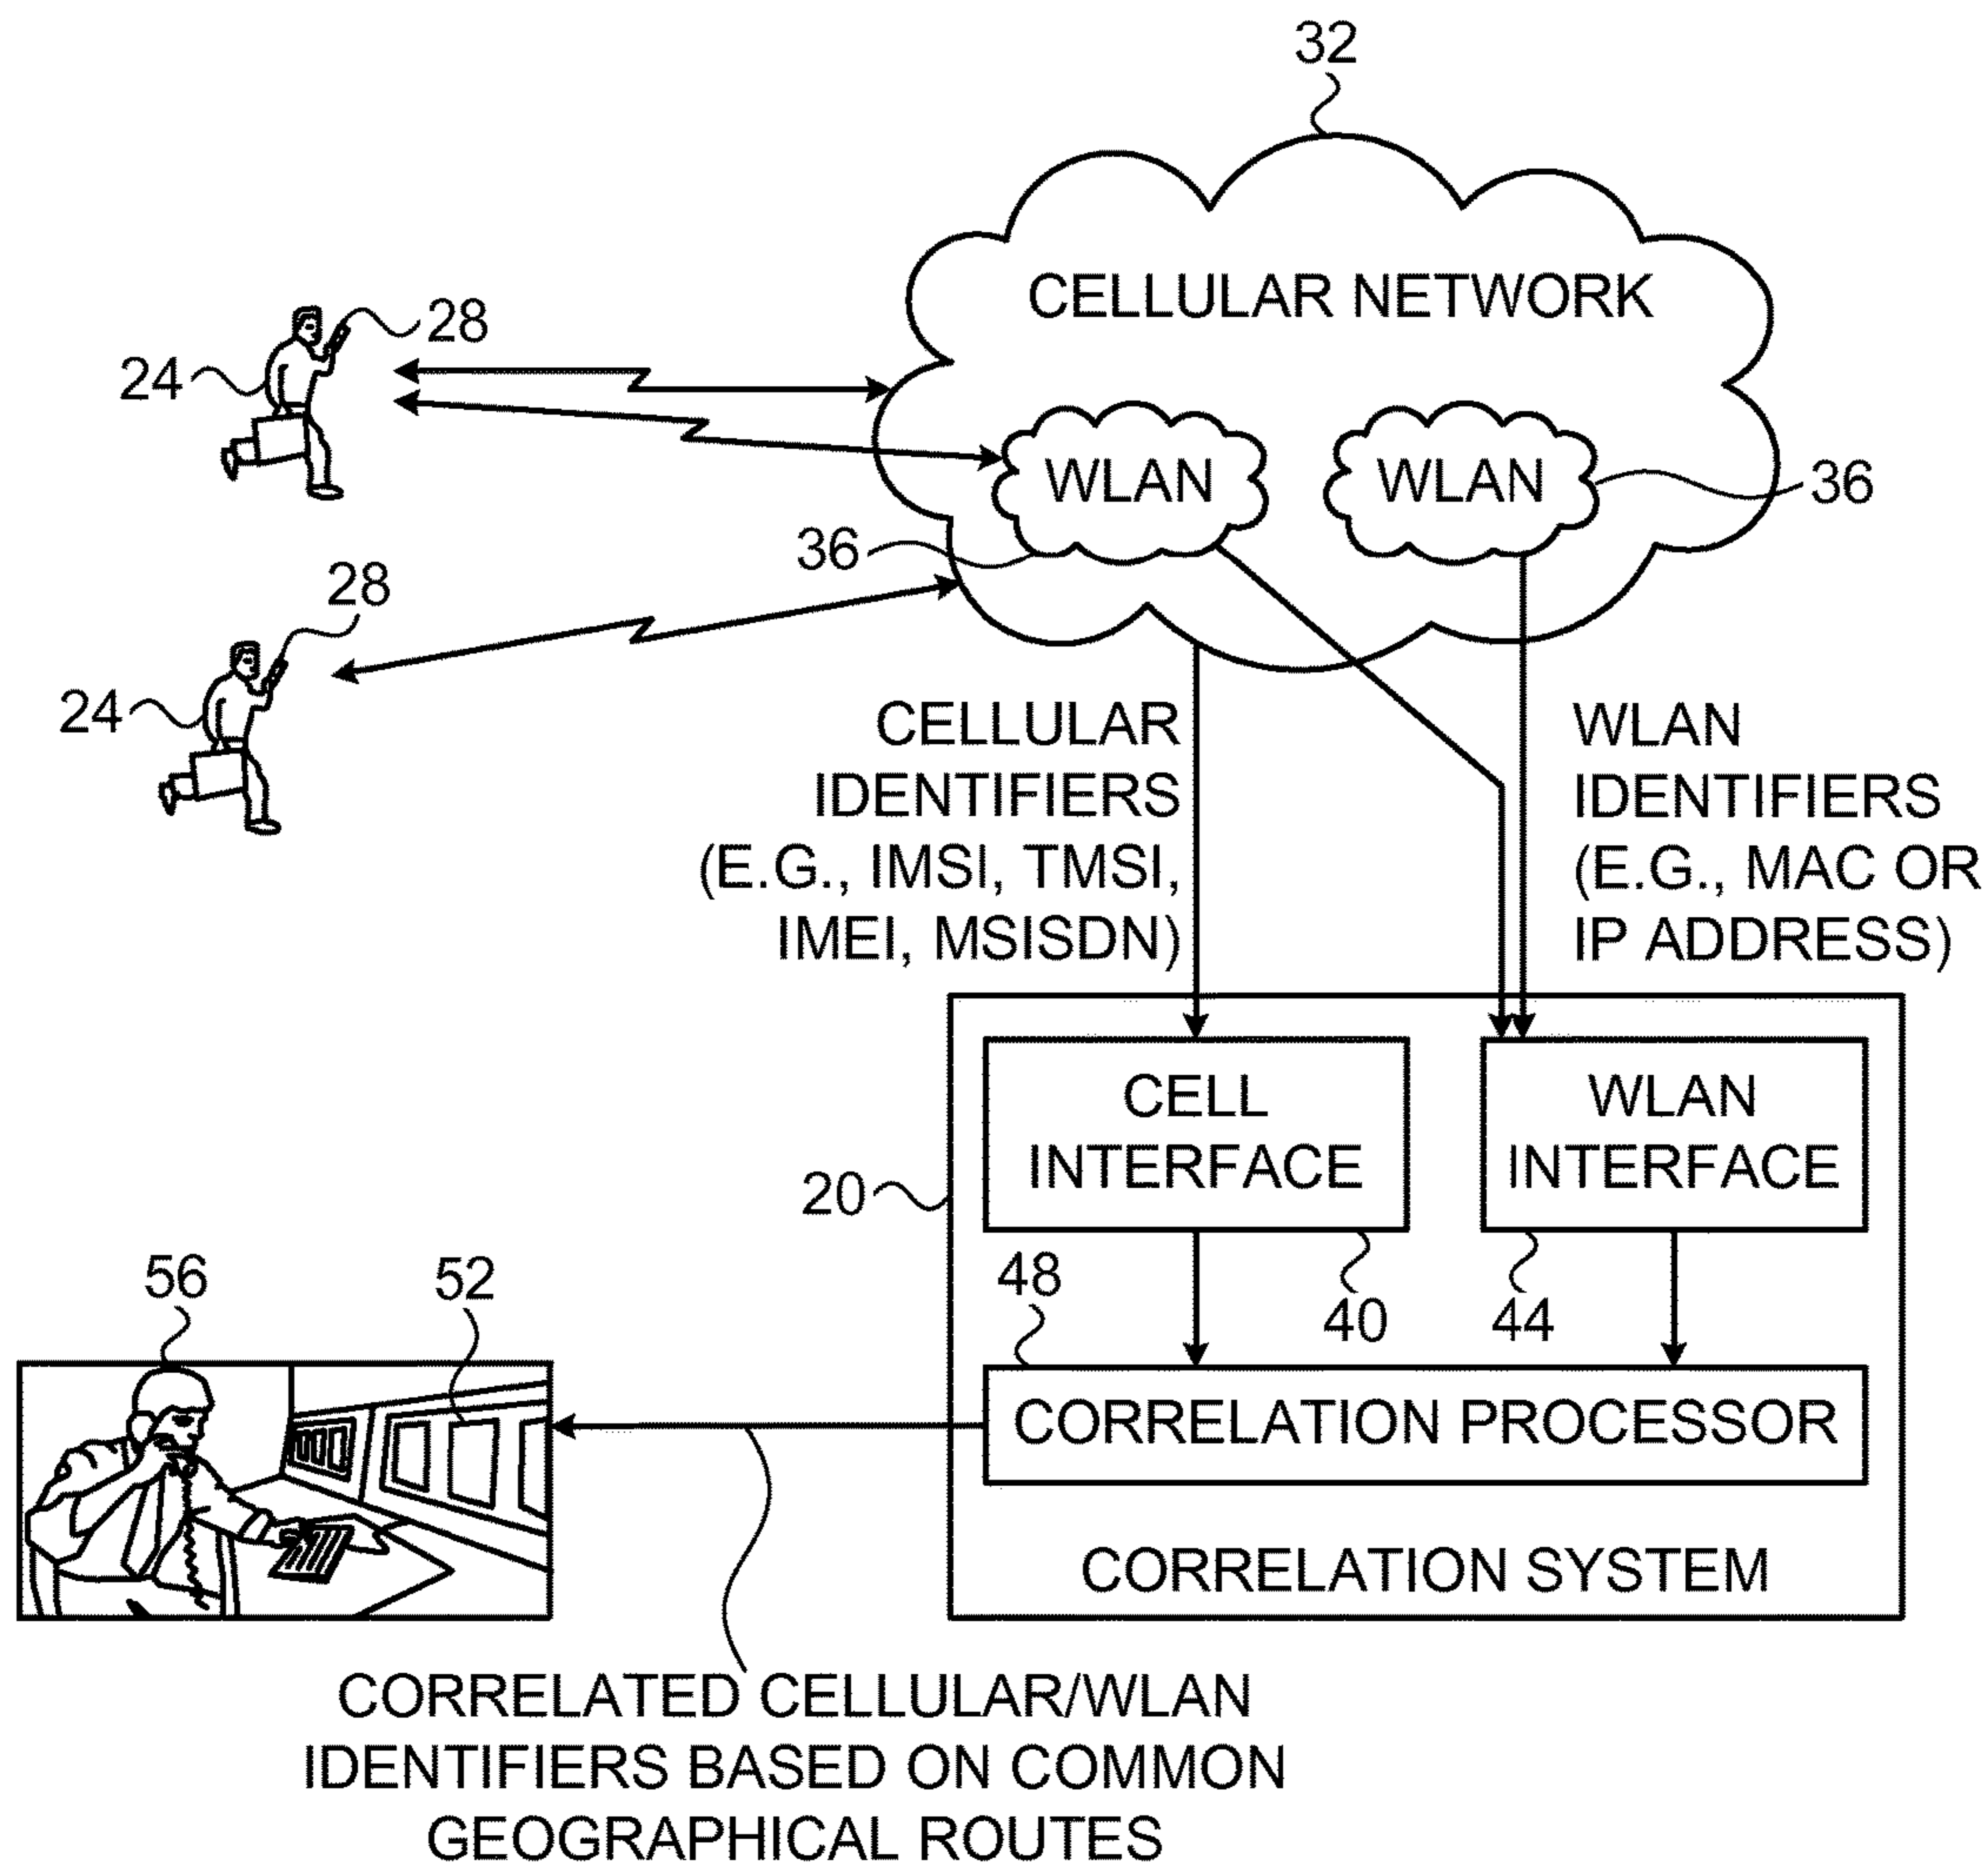 32
CELLULAR NETWORK
28
24
WLAN
WLAN
36
36
28
24
CELLULAR
IDENTIFIERS
(E.G., IMSI, TMSI,
IMEI, MSISDN)
WLAN
IDENTIFIERS
(E.G., MAC OR
IP ADDRESS)
CELL
INTERFACE
WLAN
INTERFACE
20
48
40
44
56
52
CORRELATION PROCESSOR
CORRELATION SYSTEM
CORRELATED CELLULAR/WLAN
IDENTIFIERS BASED ON COMMON
GEOGRAPHICAL ROUTES